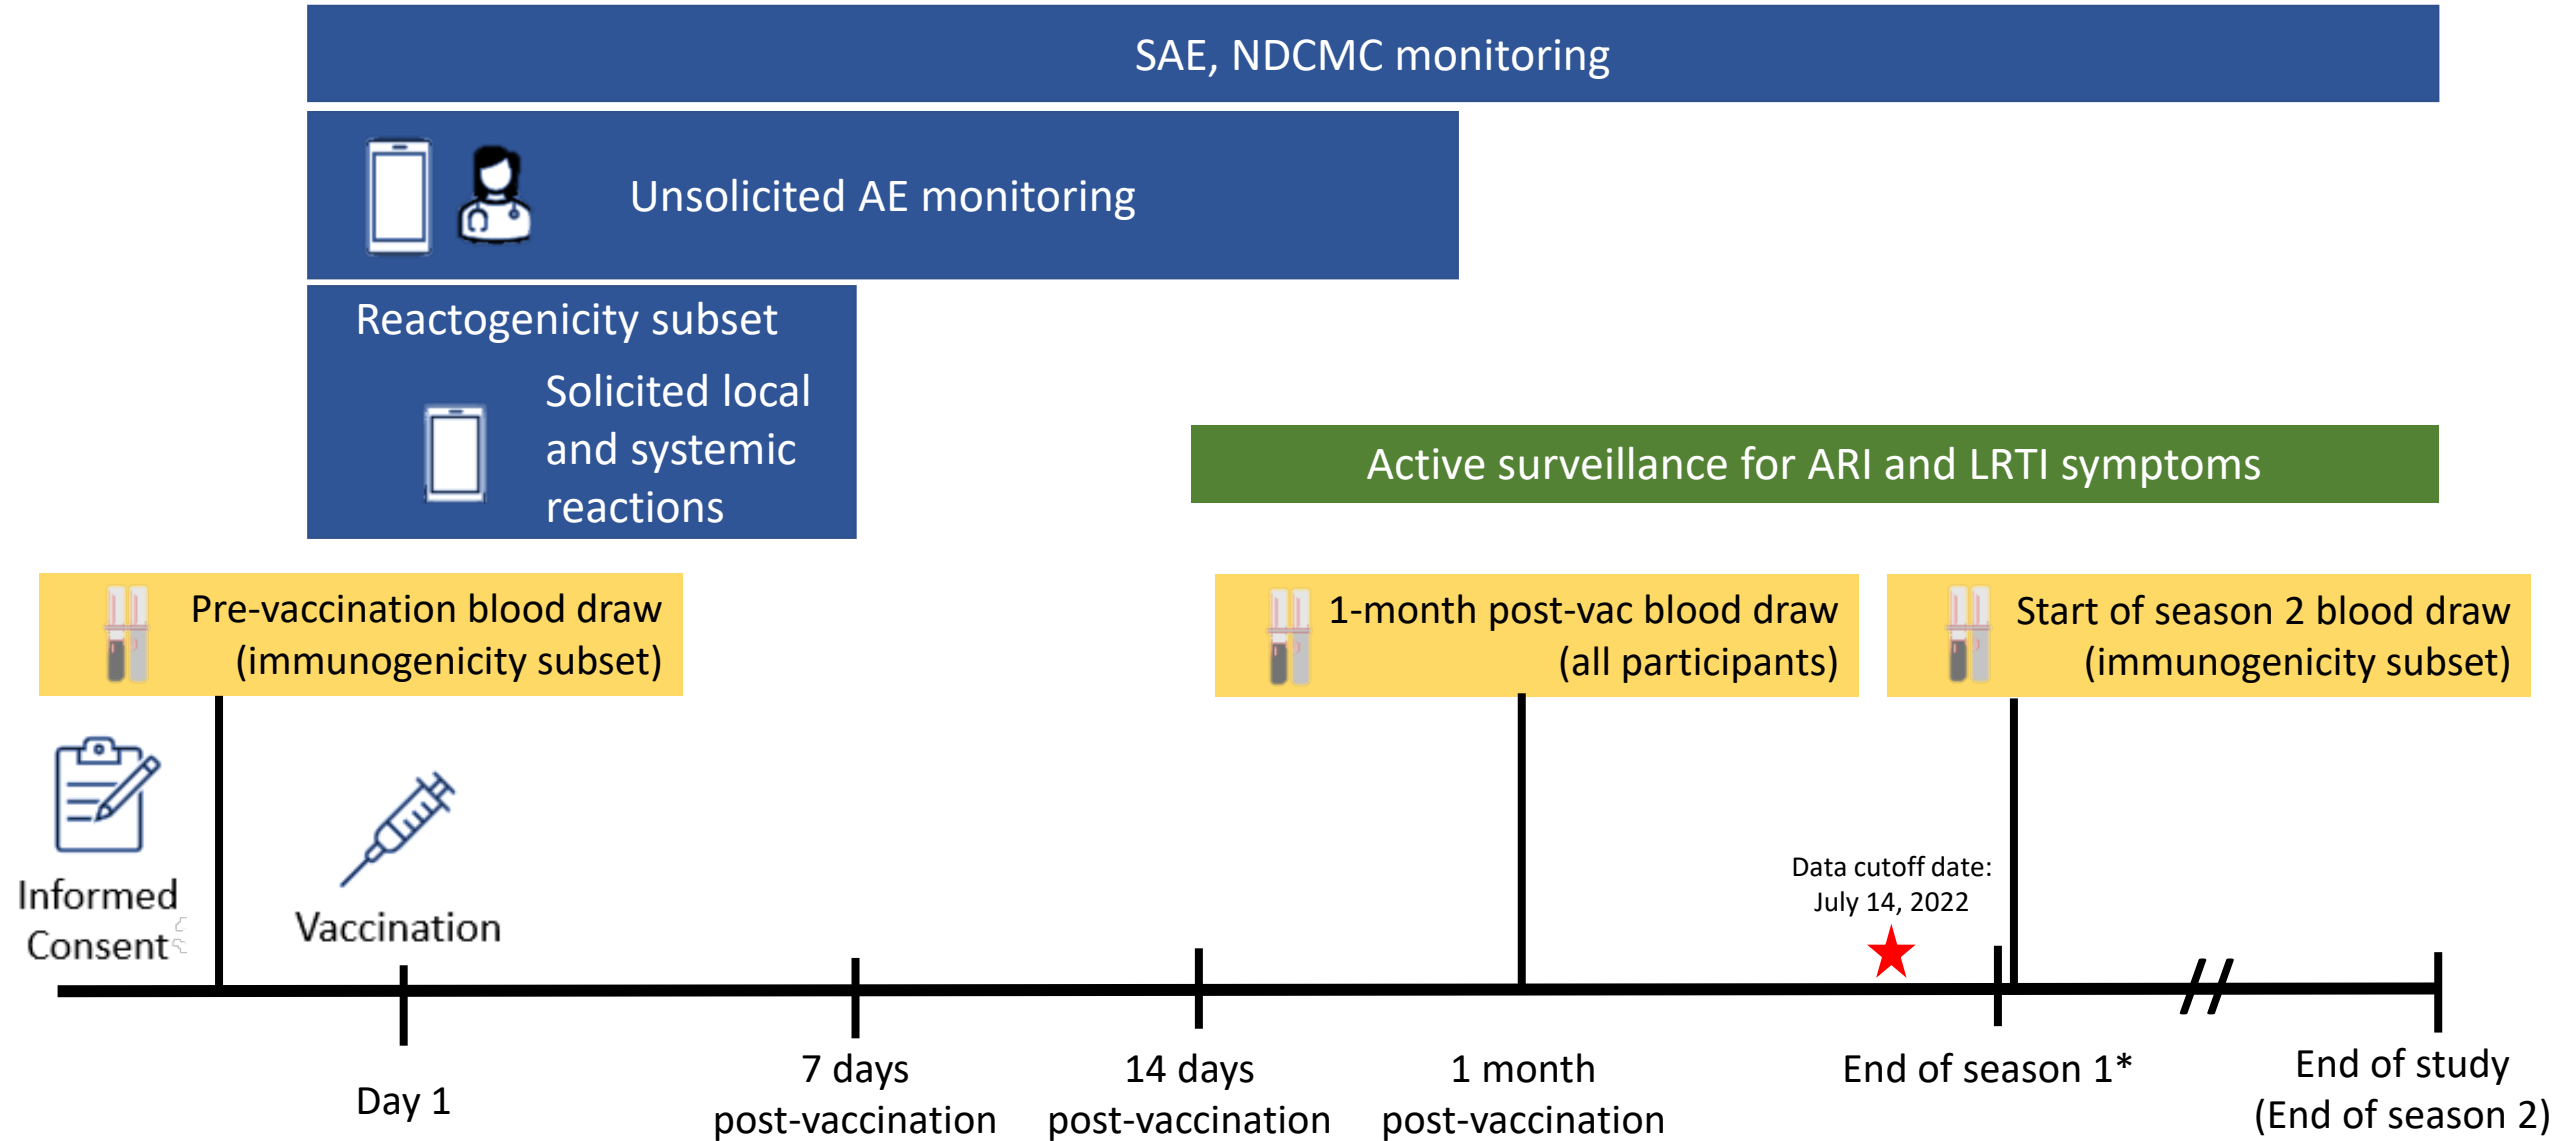 SAE, NDCMC monitoring
Unsolicited AE monitoring
Reactogenicity subset
Solicited local
and systemic
reactions
Active surveillance for ARI and LRTI symptoms
Pre-vaccination blood draw
(immunogenicity subset)
1-month post-vac blood draw
(all participants)
Start of season 2 blood draw
(immunogenicity subset)
Informed
Consent
Vaccination
Data cutoff date:
July 14, 2022
Day 1
7 days
post-vaccination
14 days
post-vaccination
1 month
post-vaccination
End of season 1*
End of study
(End of season 2)